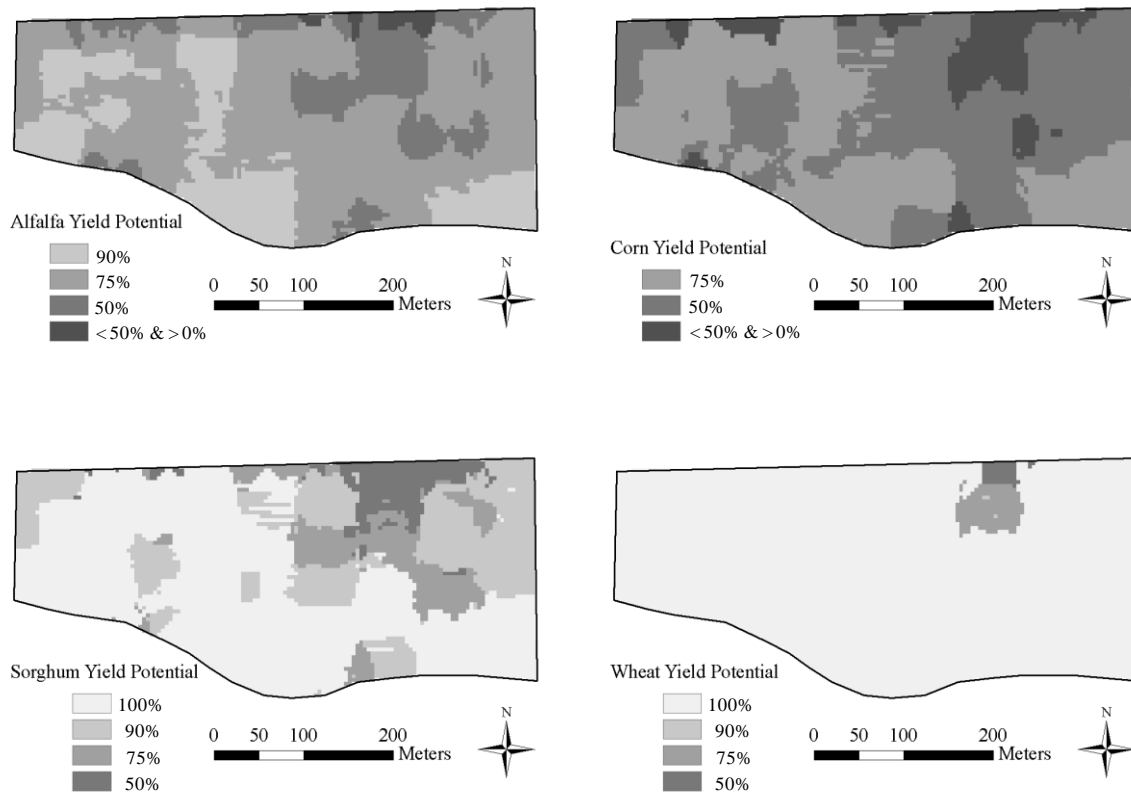 Alfalfa Yield Potential
90%
75%
50%
<50% & >0%
0 50 100 200
Meters
N
Corn Yield Potential
75%
50%
<50% & >0%
0 50 100 200
Meters
N
Sorghum Yield Potential
100%
90%
75%
50%
0 50 100 200
Meters
N
Wheat Yield Potential
100%
90%
75%
50%
0 50 100 200
Meters
N